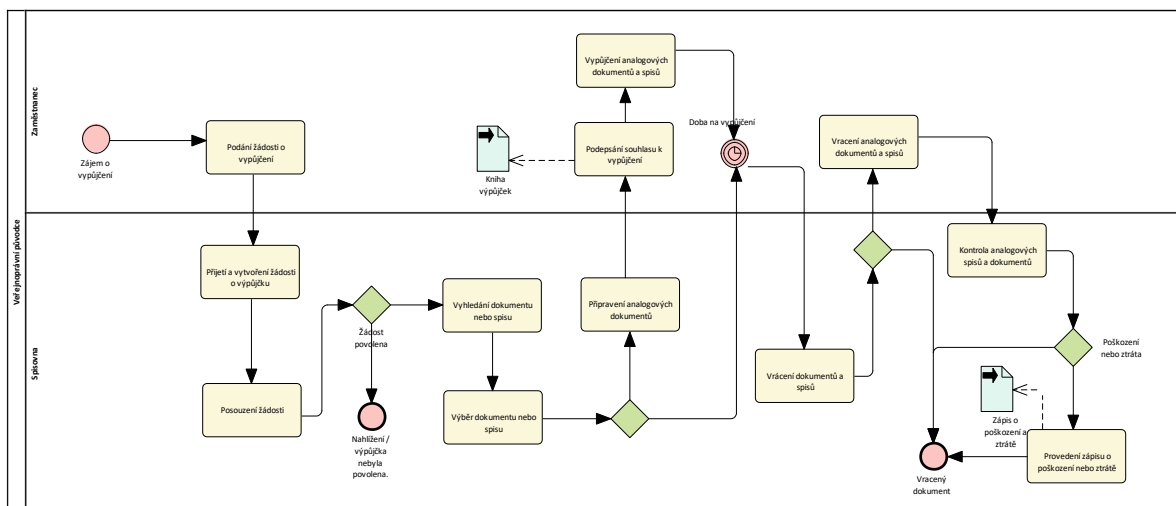 Veřejnoprávní původce
Zaměstnanec
Zájem o
vypůjčení
Podání žádosti o
vypůjčení
Kniha
výpůjček
Vypůjčení analogových
dokumentů a spisů
Podepsání souhlasu k
vypůjčení
Doba na vypůjčení
Vracení analogových
dokumentů a spisů
Spisovna
Přijetí a vytvoření žádosti
o výpůjčku
Posouzení žádosti
Žádost
povolena
Nahlížení /
výpůjčka
nebyla
povolena.
Vyhledání dokumentu
nebo spisu
Výběr dokumentu nebo
spisu
Připravení analogových
dokumentů
Vrácení dokumentů a
spisů
Kontrola analogových
spisů a dokumentů
Poškození
nebo ztráta
Zápis o
poškození a
ztrátě
Provedení zápisu o
poškození nebo ztrátě
Vracený
dokument